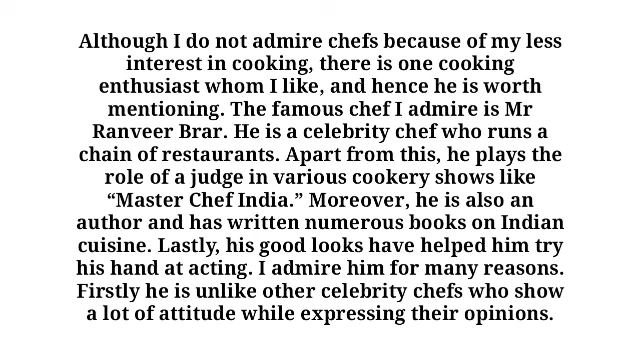 Although I do not admire chefs because of my less
interest in cooking, there is one cooking
enthusiast whom I like, and hence he is worth
mentioning. The famous chef I admire is Mr
Ranveer Brar. He is a celebrity chef who runs a
chain of restaurants. Apart from this, he plays the
role of a judge in various cookery shows like
“Master Chef India.” Moreover, he is also an
author and has written numerous books on Indian
cuisine. Lastly, his good looks have helped him try
his hand at acting. I admire him for many reasons.
Firstly he is unlike other celebrity chefs who show
a lot of attitude while expressing their opinions.